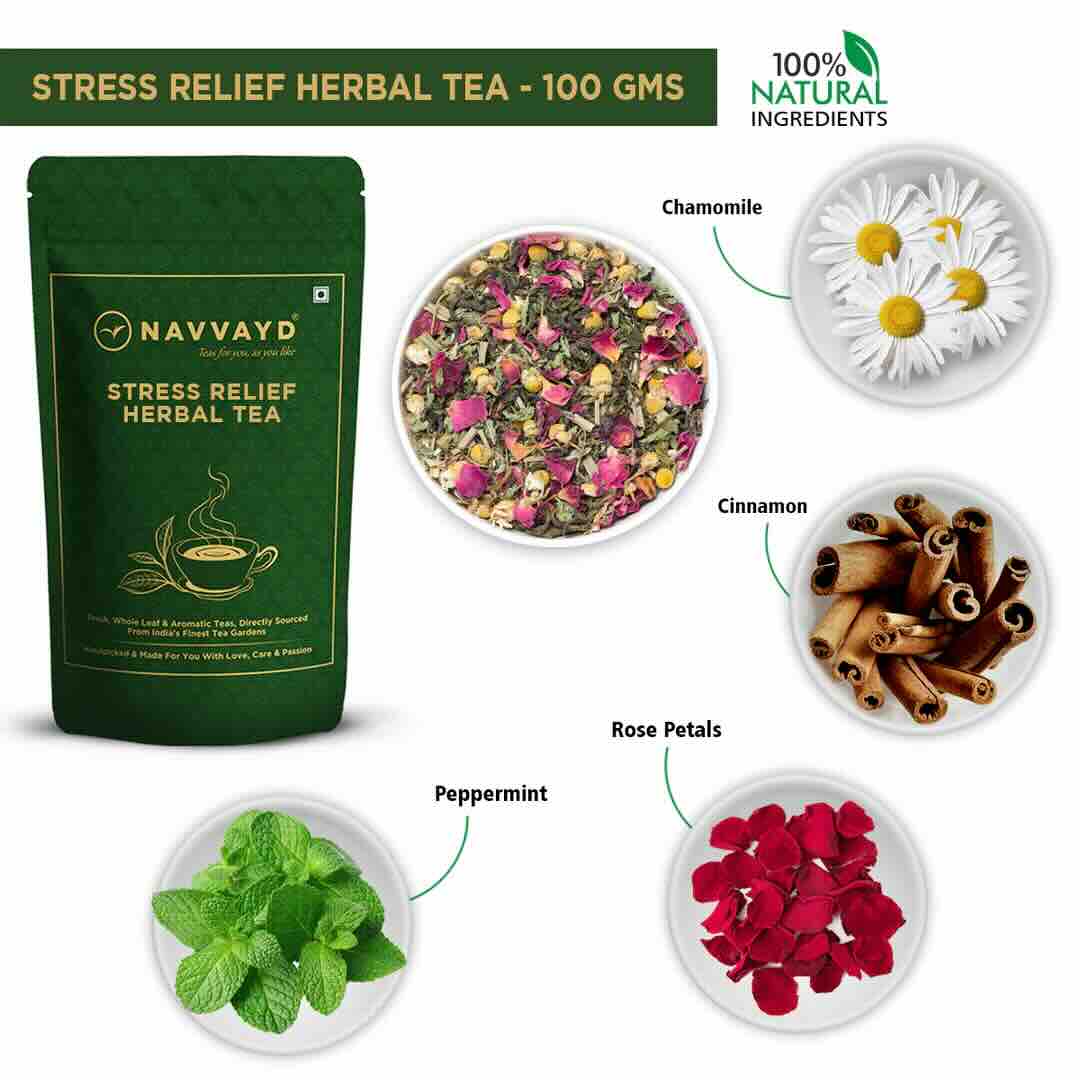 STRESS RELIEF HERBAL TEA - 100 GMS
100%
NATURAL
INGREDIENTS
NAVVAYD®
Teas for you, as you like
STRESS RELIEF
HERBAL TEA
Fresh, Whole Leaf & Aromatic Teas, Directly Sourced
From India's Finest Tea Gardens
Handpicked & Made For You With Love, Care & Passion
Chamomile
Cinnamon
Rose Petals
Peppermint